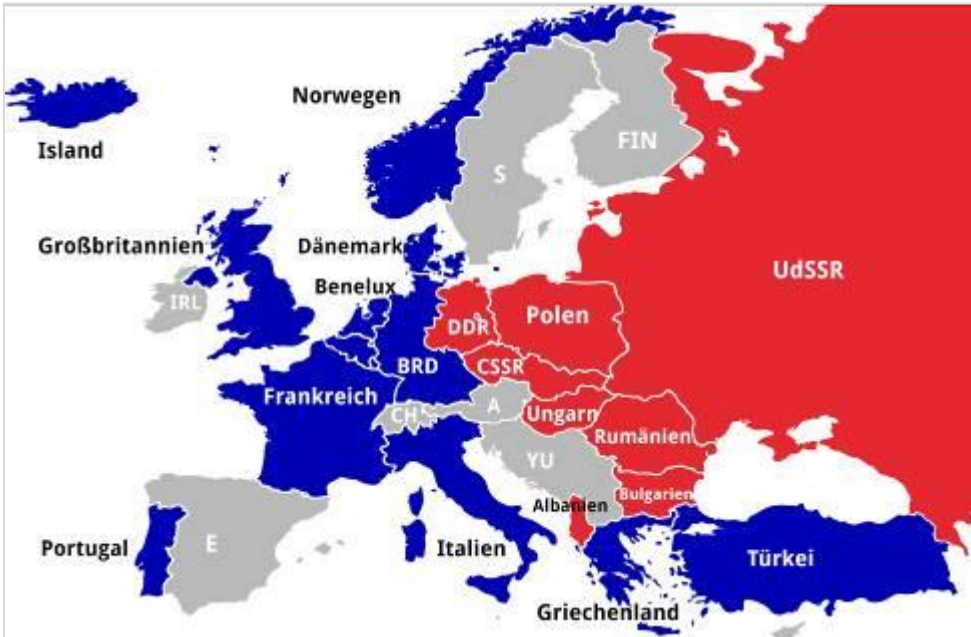 Norwegen
FIN
Island
S
Großbritannien
Dänemark
UdSSR
Benelux
IRL
DDR
Polen
BRD
CSSR
Frankreich
A
CH
Ungarn
Rumänien
YU
Bulgarien
Albanien
E
Portugal
Italien
Türkei
Griechenland